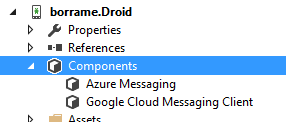 borrame.Droid
Properties
References
Components
Azure Messaging
Google Cloud Messaging Client
Assets